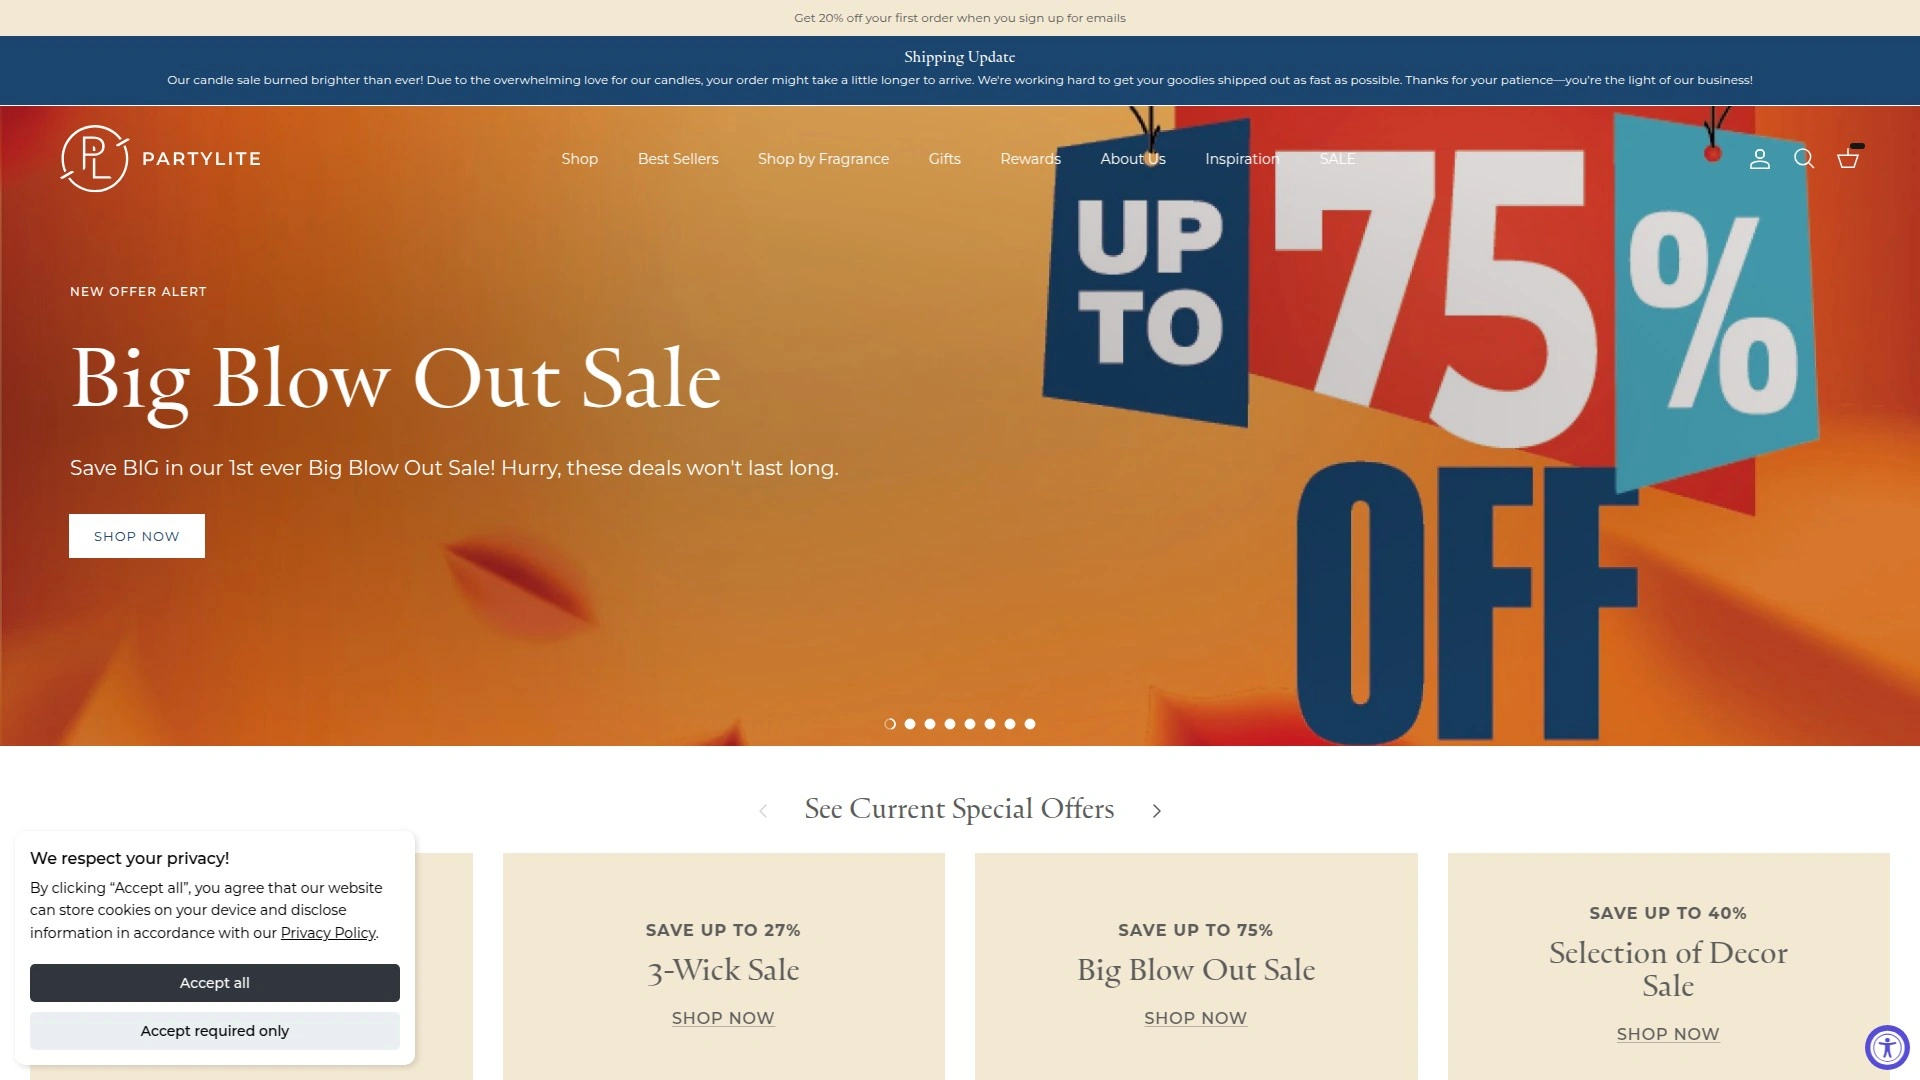 Get 20% off your first order when you sign up for emails
Shipping Update
Our candle sale burned brighter than ever! Due to the overwhelming love for our candles, your order might take a little longer to arrive. We're working hard to get your goodies shipped out as fast as possible. Thanks for your patience—you're the light of our business!
PL PARTYLITE
Shop Best Sellers Shop by Fragrance Gifts Rewards About Us Inspiration SALE
UP
TO
75%
OFF
NEW OFFER ALERT
Big Blow Out Sale
Save BIG in our 1st ever Big Blow Out Sale! Hurry, these deals won't last long.
SHOP NOW
See Current Special Offers
SAVE UP TO 27%
3-Wick Sale
SHOP NOW
SAVE UP TO 75%
Big Blow Out Sale
SHOP NOW
SAVE UP TO 40%
Selection of Decor
Sale
SHOP NOW
We respect your privacy!
By clicking “Accept all”, you agree that our website
can store cookies on your device and disclose
information in accordance with our Privacy Policy.
Accept all
Accept required only